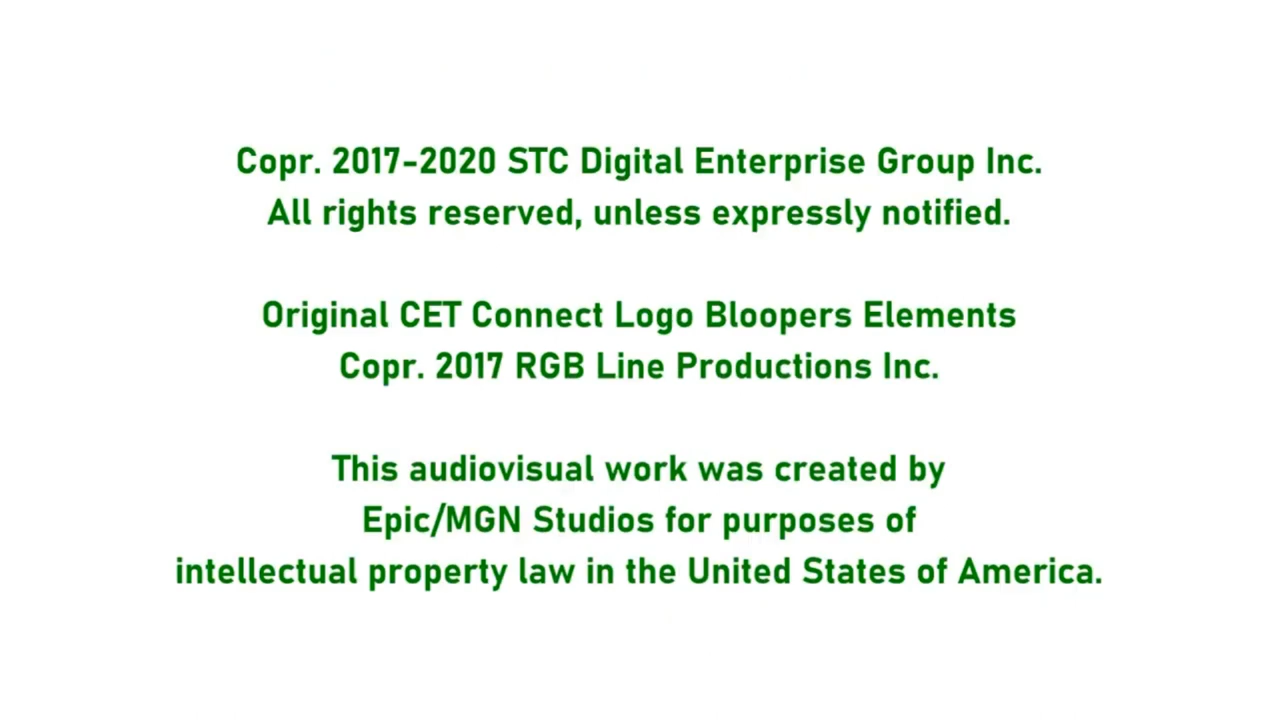 Copr. 2017-2020 STC Digital Enterprise Group Inc.
All rights reserved, unless expressly notified.
Original CET Connect Logo Bloopers Elements
Copr. 2017 RGB Line Productions Inc.
This audiovisual work was created by
Epic/MGN Studios for purposes of
intellectual property law in the United States of America.